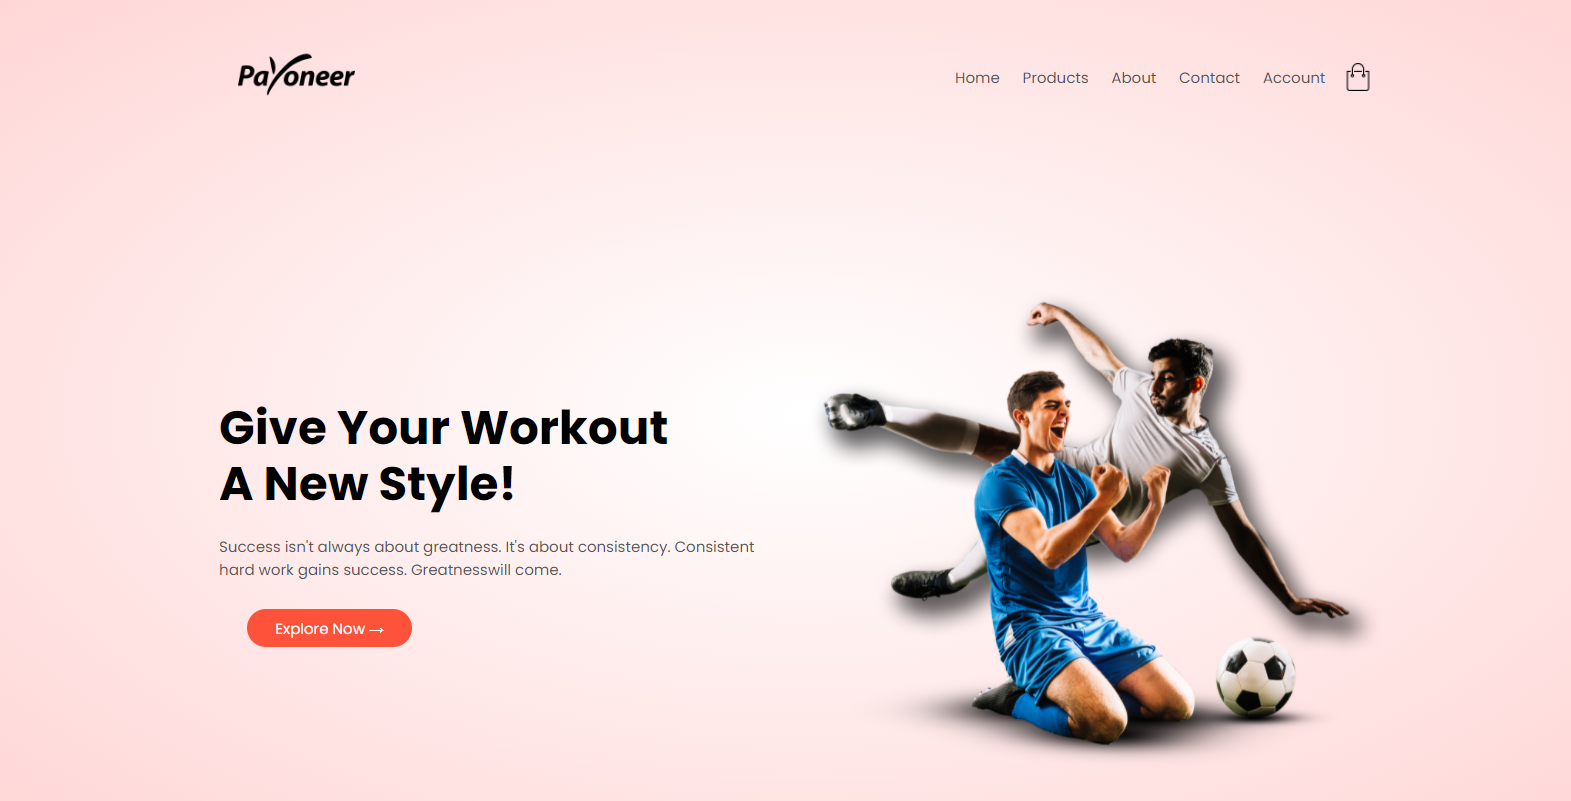 Payoneer
Home Products About Contact Account
Give Your Workout
A New Style!
Success isn't always about greatness. It's about consistency. Consistent
hard work gains success. Greatnesswill come.
Explore Now →